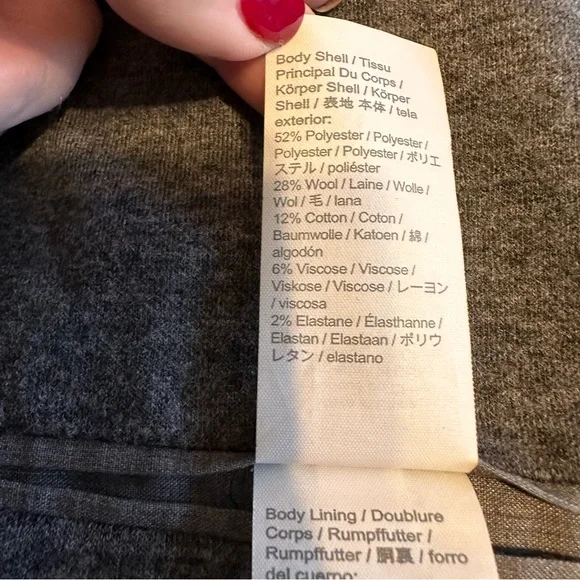 Body Shell / Tissu
Principal Du Corps /
Körper Shell / Körper
Shell / 表地 本体 / tela
exterior:
52% Polyester / Polyester /
Polyester / Polyester / ポリエ
ステル / poliéster
28% Wool / Laine / Wolle /
Wol / 毛 / lana
12% Cotton / Coton /
Baumwolle / Katoen / 綿 /
algodón
6% Viscose / Viscose /
Viskose / Viscose / レーヨン
/ viscosa
2% Elastane / Élasthanne /
Elastan / Elastaan / ポリウ
レタン / elastano
Body Lining / Doublure
Corps / Rumpffutter /
Rumpffutter / 胴裏 / forro
del cuerpo: